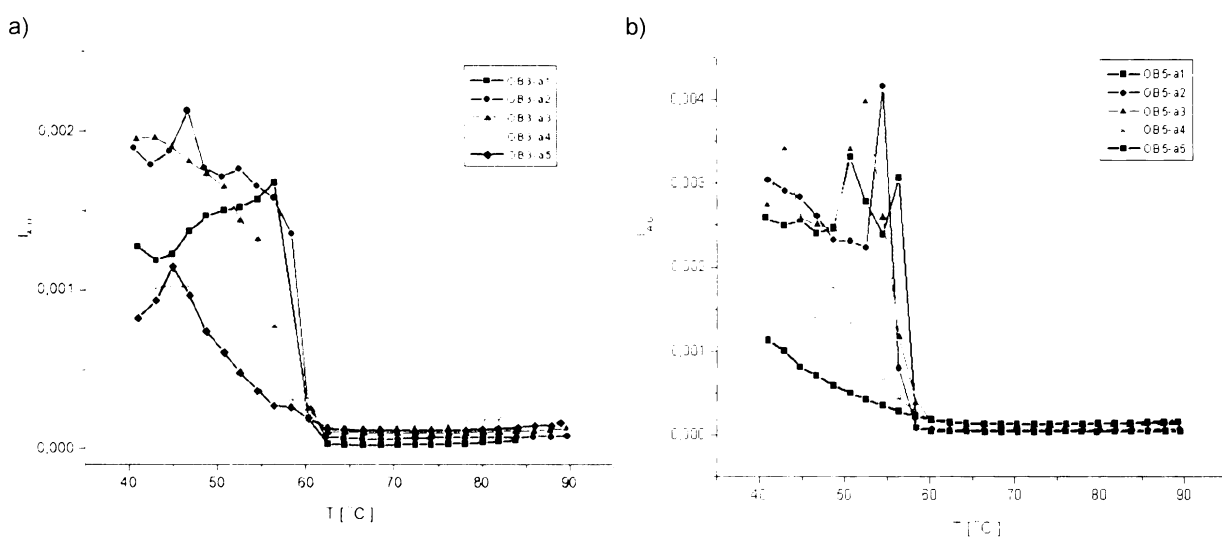 a)
OB3-a1
OB3-a2
OB3-a3
OB3-a4
OB3-a5
0,002
0,001
0,000
40 50 60 70 80 90
T [°C]
b)
OB5-a1
OB5-a2
OB5-a3
OB5-a4
OB5-a5
0,004
0,003
0,002
0,001
0,000
40 50 60 70 80 90
T [°C]